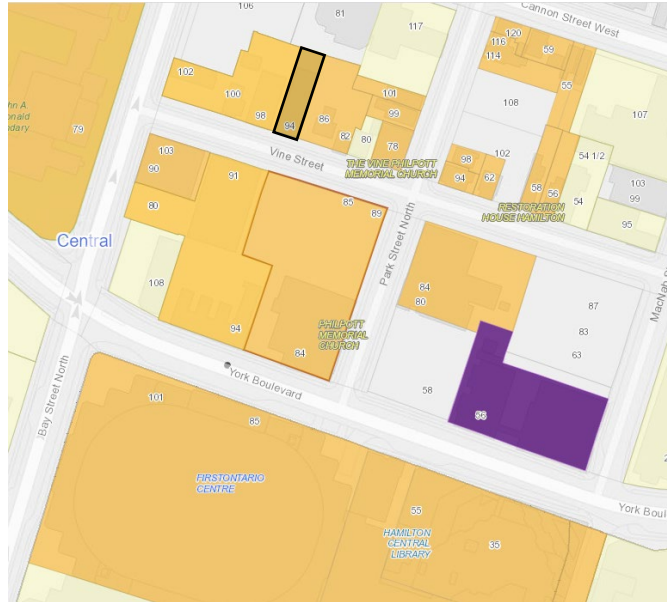 106
81
117
Cannon Street West
120
116
114
59
55
107
102
100
98
94
86
82
101
99
80
78
108
79
Vine Street
THE VINE PHILPOTT
MEMORIAL CHURCH
98
102
94
62
58
56
54 1/2
54
103
99
95
RESTORATION
HOUSE HAMILTON
103
90
91
85
89
80
Park Street North
Central
108
94
84
PHILPOTT
MEMORIAL
CHURCH
84
80
87
83
63
58
56
Bay Street North
York Boulevard
101
85
FIRSTONTARIO
CENTRE
55
35
HAMILTON
CENTRAL
LIBRARY
York Boul
MacNab